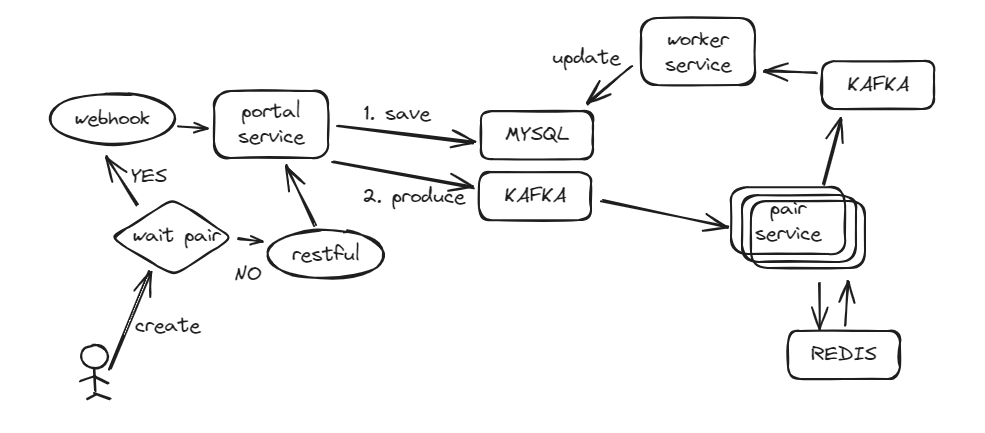 worker
service
update
KAFKA
webhook
portal
service
1. save
MYSQL
YES
2. produce
KAFKA
pair
service
wait pair
NO
restful
create
REDIS